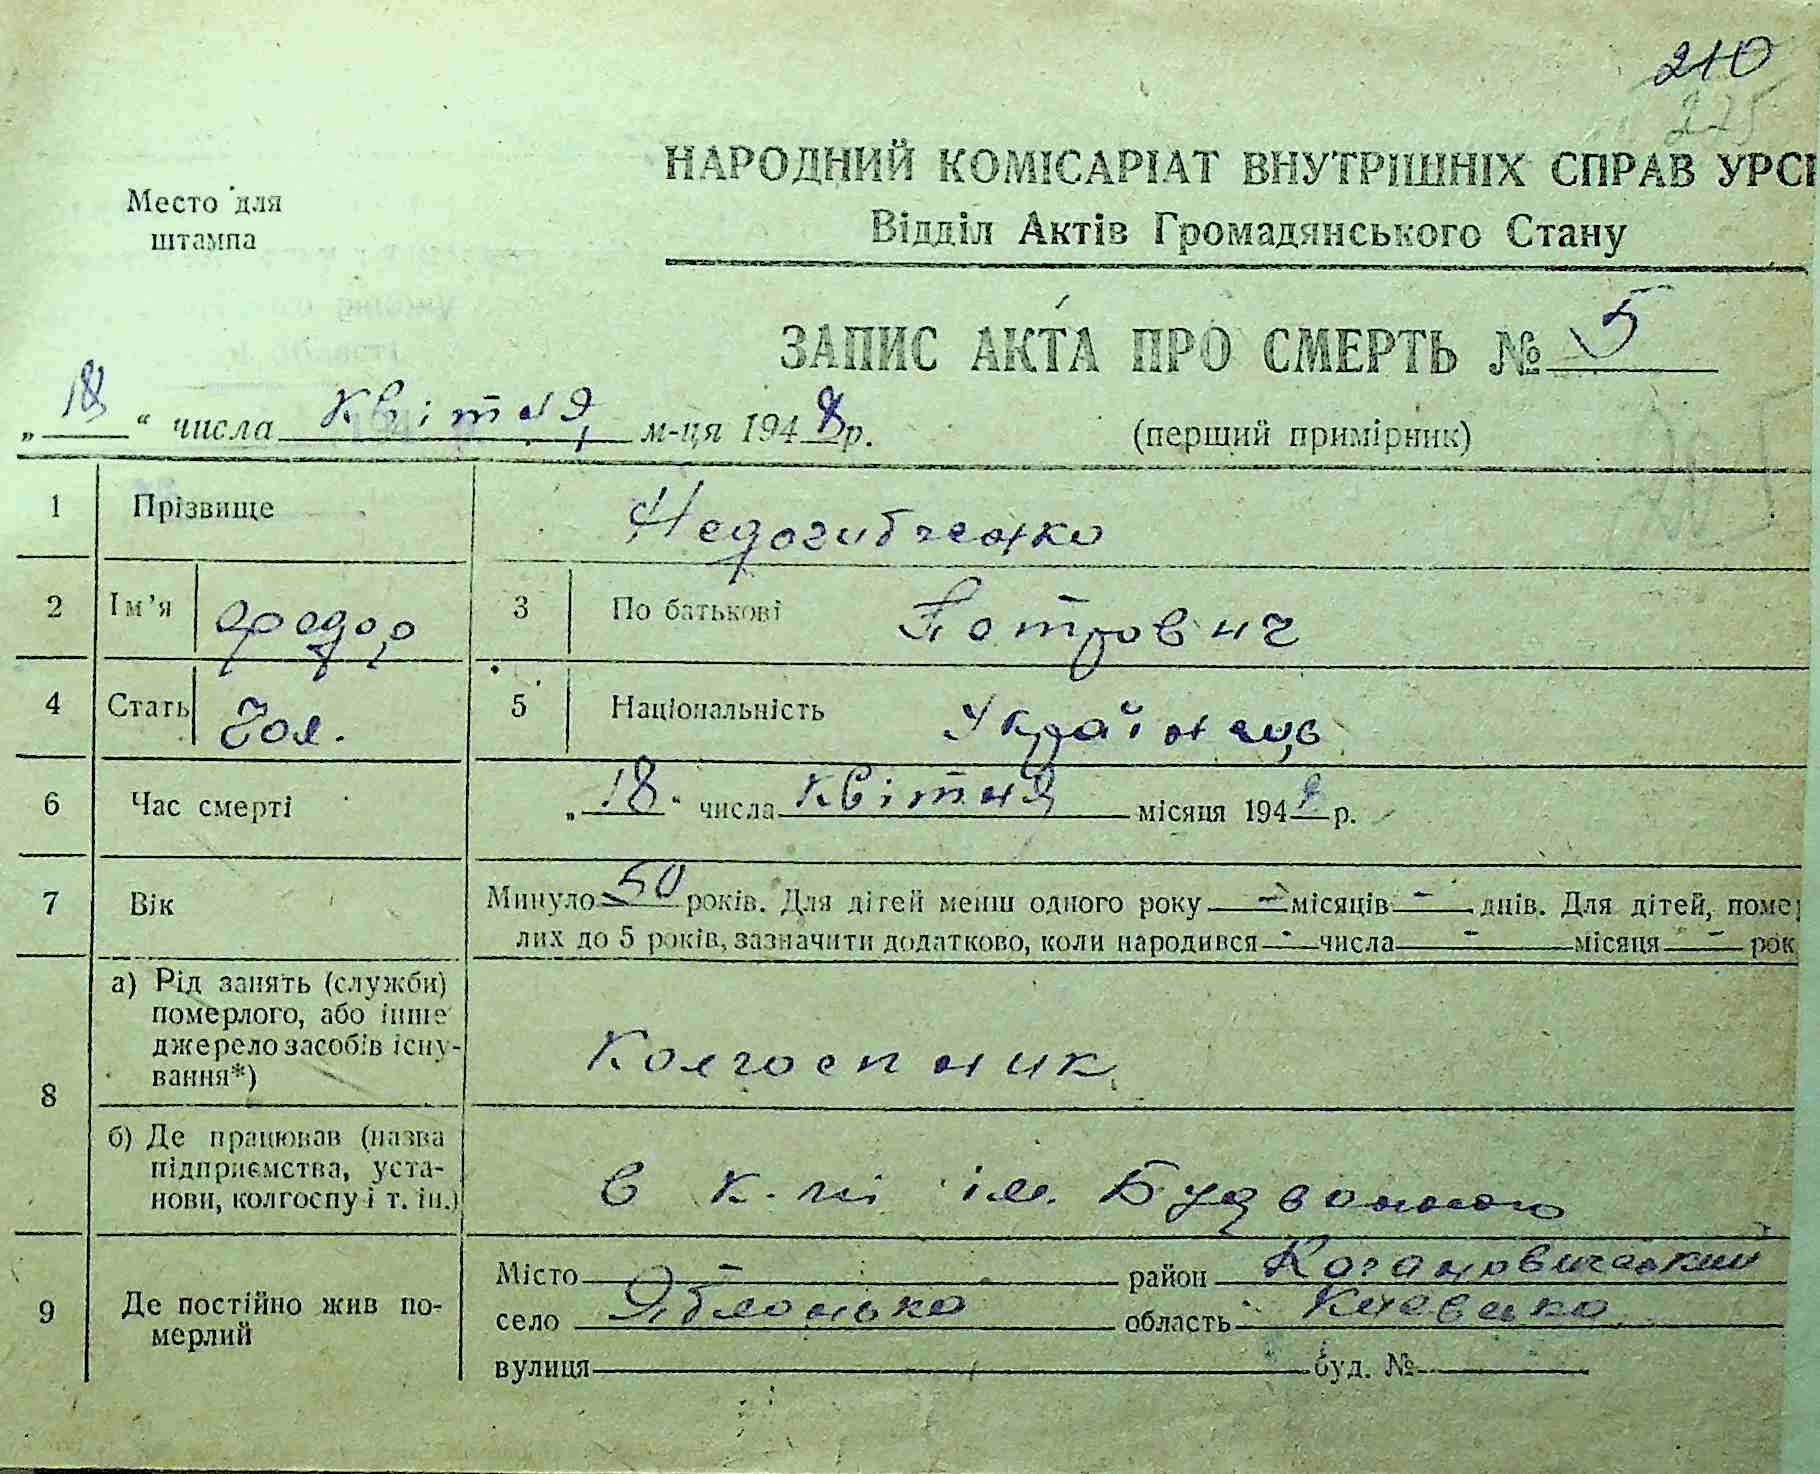 210
225
Место для
штампа
НАРОДНИЙ КОМІСАРІАТ ВНУТРІШНІХ СПРАВ УРСР
Відділ Актів Громадянського Стану
ЗАПИС АКТА ПРО СМЕРТЬ № 5
„18“ числа квітня м-ця 1948 р.
(перший примірник)
1 Прізвище
2 Ім’я Федор 3 По батькові Петрович
4 Стать Чол. 5 Національність Українець
6 Час смерті „18“ числа квітня місяця 1948 р.
7 Вік Минуло 50 років. Для дітей менш одного року - місяців - днів. Для дітей, помер
лих до 5 років, зазначити додатково, коли народився - числа - місяця - рок
8 а) Рід занять (служби)
померлого, або інше
джерело засобів існу-
вання*)
Колгоспник
б) Де працював (назва
підприємства, уста-
нови, колгоспу і т. ін.)
в к-пі ім. Будьонного
9 Де постійно жив по-
мерлий
Місто - район Кагановичський
село Яблонька область Київська
вулиця буд. №